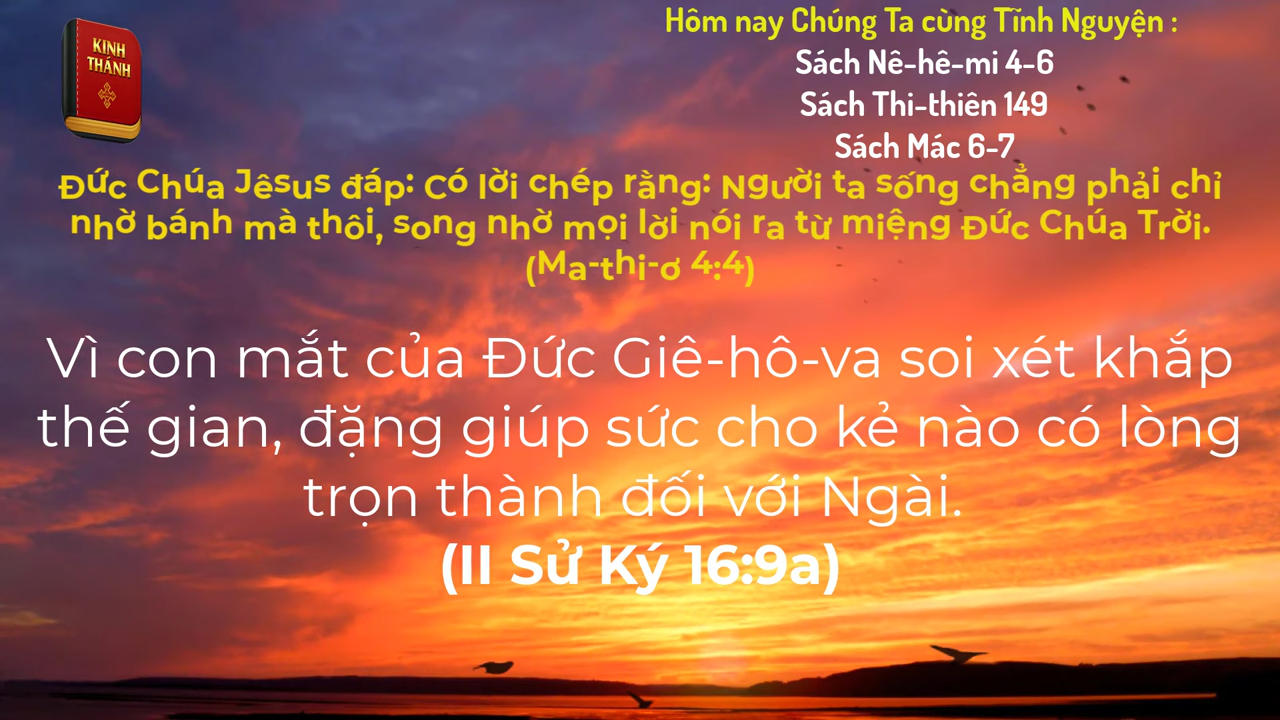 KINH
THÁNH
Hôm nay Chúng Ta cùng Tĩnh Nguyện :
Sách Nê-hê-mi 4-6
Sách Thi-thiên 149
Sách Mác 6-7
Đức Chúa Jêsus đáp: Có lời chép rằng: Người ta sống chẳng phải chỉ
nhờ bánh mà thôi, song nhờ mọi lời nói ra từ miệng Đức Chúa Trời.
(Ma-thi-ơ 4:4)
Vì con mắt của Đức Giê-hô-va soi xét khắp
thế gian, đặng giúp sức cho kẻ nào có lòng
trọn thành đối với Ngài.
(II Sử Ký 16:9a)